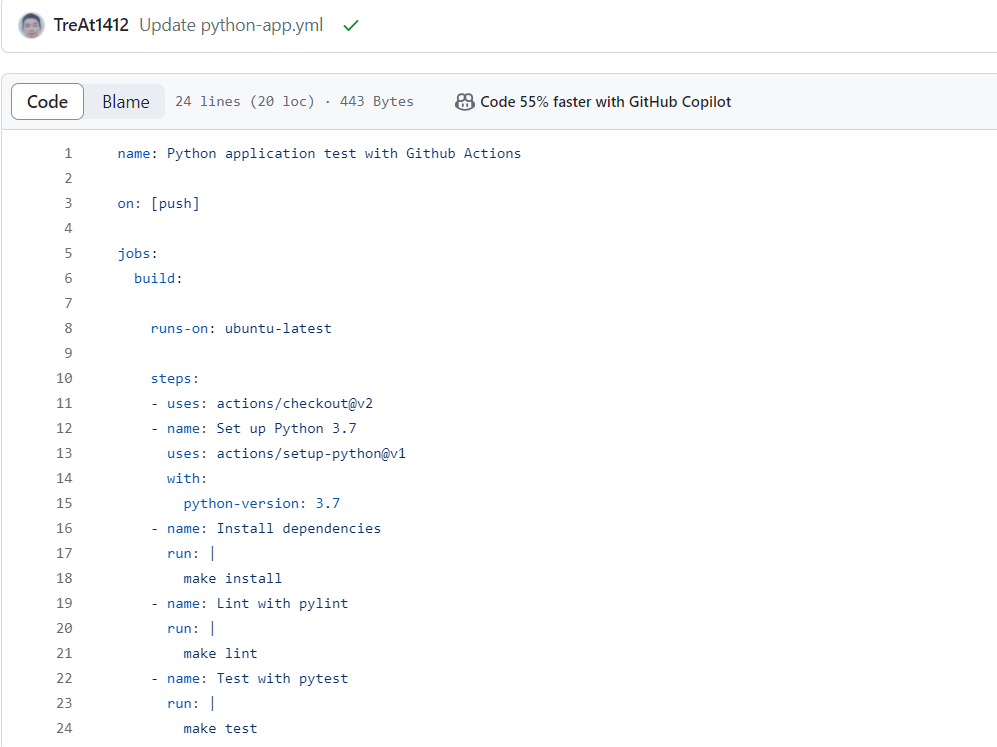 TreAt1412 Update python-app.yml
Code Blame 24 lines (20 loc) · 443 Bytes Code 55% faster with GitHub Copilot
1 name: Python application test with Github Actions
2
3 on: [push]
4
5 jobs:
6   build:
7
8     runs-on: ubuntu-latest
9
10     steps:
11     - uses: actions/checkout@v2
12     - name: Set up Python 3.7
13       uses: actions/setup-python@v1
14       with:
15         python-version: 3.7
16     - name: Install dependencies
17       run: |
18         make install
19     - name: Lint with pylint
20       run: |
21         make lint
22     - name: Test with pytest
23       run: |
24         make test